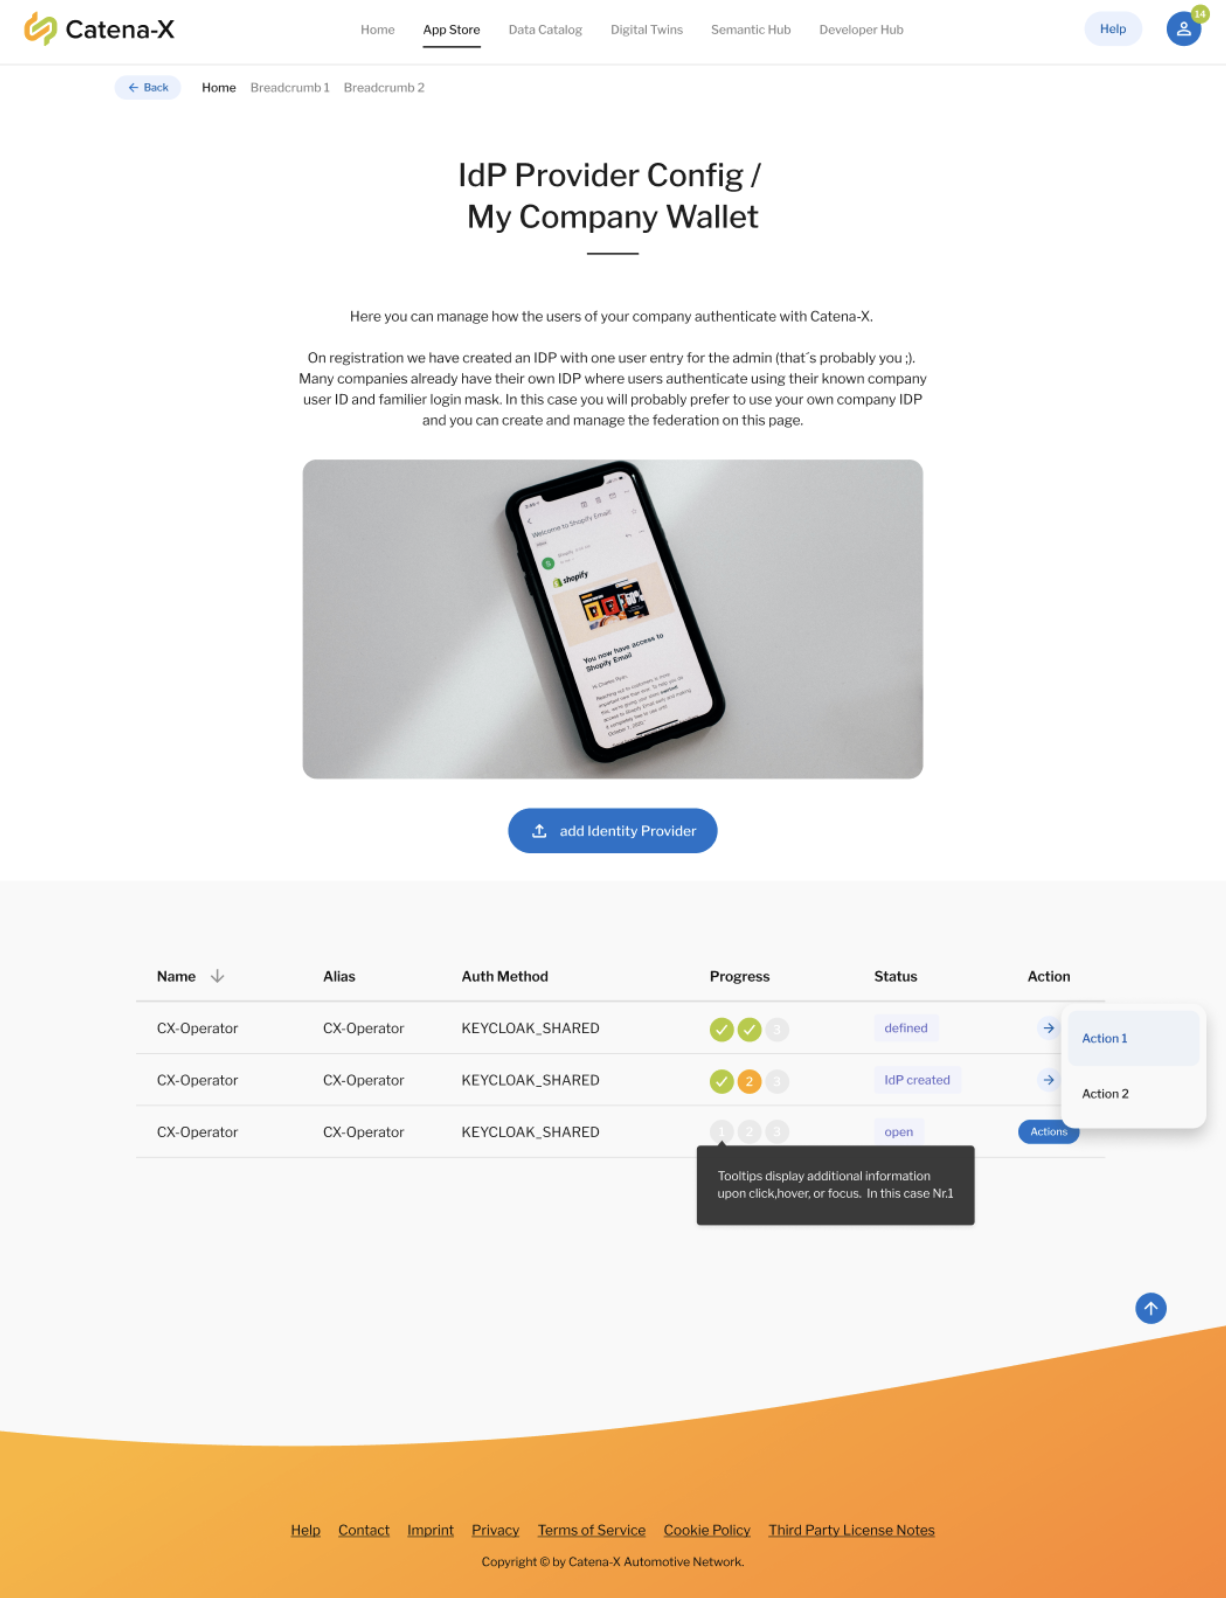 Catena-X
Home App Store Data Catalog Digital Twins Semantic Hub Developer Hub
Help
14
Back Home Breadcrumb 1 Breadcrumb 2
IdP Provider Config /
My Company Wallet
Here you can manage how the users of your company authenticate with Catena-X.
On registration we have created an IDP with one user entry for the admin (that´s probably you ;).
Many companies already have their own IDP where users authenticate using their known company
user ID and familier login mask. In this case you will probably prefer to use your own company IDP
and you can create and manage the federation on this page.
Welcome to Shopify Email
shopify
You now have access to
Shopify Email
add Identity Provider
Name Alias Auth Method Progress Status Action
CX-Operator CX-Operator KEYCLOAK_SHARED 3 defined
Action 1
CX-Operator CX-Operator KEYCLOAK_SHARED 2 3 IdP created
Action 2
CX-Operator CX-Operator KEYCLOAK_SHARED 1 2 3 open Actions
Tooltips display additional information
upon click,hover, or focus. In this case Nr.1
Help Contact Imprint Privacy Terms of Service Cookie Policy Third Party License Notes
Copyright © by Catena-X Automotive Network.